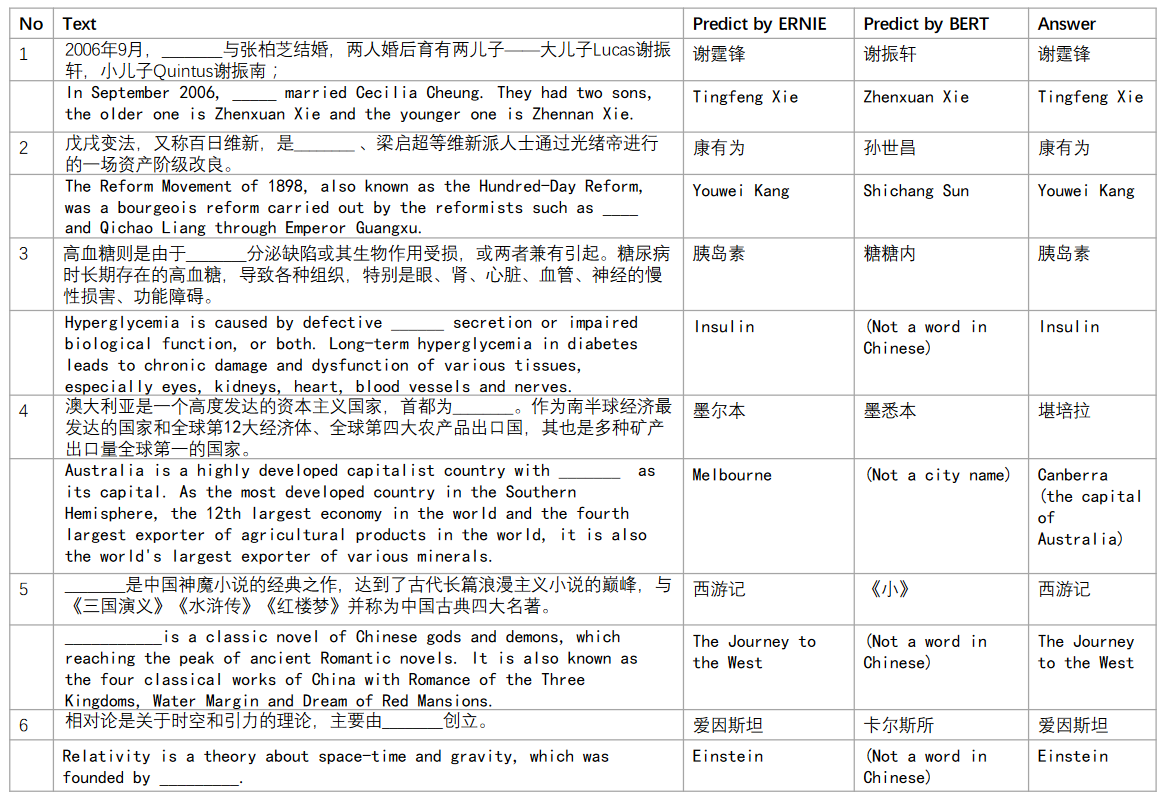 No Text Predict by ERNIE Predict by BERT Answer
1 2006年9月，_______与张柏芝结婚，两人婚后育有两儿子——大儿子Lucas谢振 谢霆锋 谢振轩 谢霆锋
轩，小儿子Quintus谢振南；
In September 2006, _____ married Cecilia Cheung. They had two sons, Tingfeng Xie Zhenxuan Xie Tingfeng Xie
the older one is Zhenxuan Xie and the younger one is Zhennan Xie.
2 戊戌变法，又称百日维新，是_______ 、梁启超等维新派人士通过光绪帝进行 康有为 孙世昌 康有为
的一场资产阶级改良。
The Reform Movement of 1898, also known as the Hundred-Day Reform, Youwei Kang Shichang Sun Youwei Kang
was a bourgeois reform carried out by the reformists such as ____
and Qichao Liang through Emperor Guangxu.
3 高血糖则是由于_______分泌缺陷或其生物作用受损，或两者兼有引起。糖尿病 胰岛素 糖糖内 胰岛素
时长期存在的高血糖，导致各种组织，特别是眼、肾、心脏、血管、神经的慢
性损害、功能障碍。
Hyperglycemia is caused by defective ______ secretion or impaired Insulin (Not a word in Insulin
biological function, or both. Long-term hyperglycemia in diabetes Chinese)
leads to chronic damage and dysfunction of various tissues,
especially eyes, kidneys, heart, blood vessels and nerves.
4 澳大利亚是一个高度发达的资本主义国家，首都为_______。作为南半球经济最 墨尔本 墨悉本 堪培拉
发达的国家和全球第12大经济体、全球第四大农产品出口国，其也是多种矿产
出口量全球第一的国家。
Australia is a highly developed capitalist country with _______ as Melbourne (Not a city name) Canberra
its capital. As the most developed country in the Southern (the capital
Hemisphere, the 12th largest economy in the world and the fourth of
largest exporter of agricultural products in the world, it is also Australia)
the world's largest exporter of various minerals.
5 _______是中国神魔小说的经典之作，达到了古代长篇浪漫主义小说的巅峰，与 西游记 《小》 西游记
《三国演义》《水浒传》《红楼梦》并称为中国古典四大名著。
___________is a classic novel of Chinese gods and demons, which The Journey to (Not a word in The Journey
reaching the peak of ancient Romantic novels. It is also known as the West Chinese) to the West
the four classical works of China with Romance of the Three
Kingdoms, Water Margin and Dream of Red Mansions.
6 相对论是关于时空和引力的理论，主要由_______创立。 爱因斯坦 卡尔斯所 爱因斯坦
Relativity is a theory about space-time and gravity, which was Einstein (Not a word in Einstein
founded by _________. Chinese)